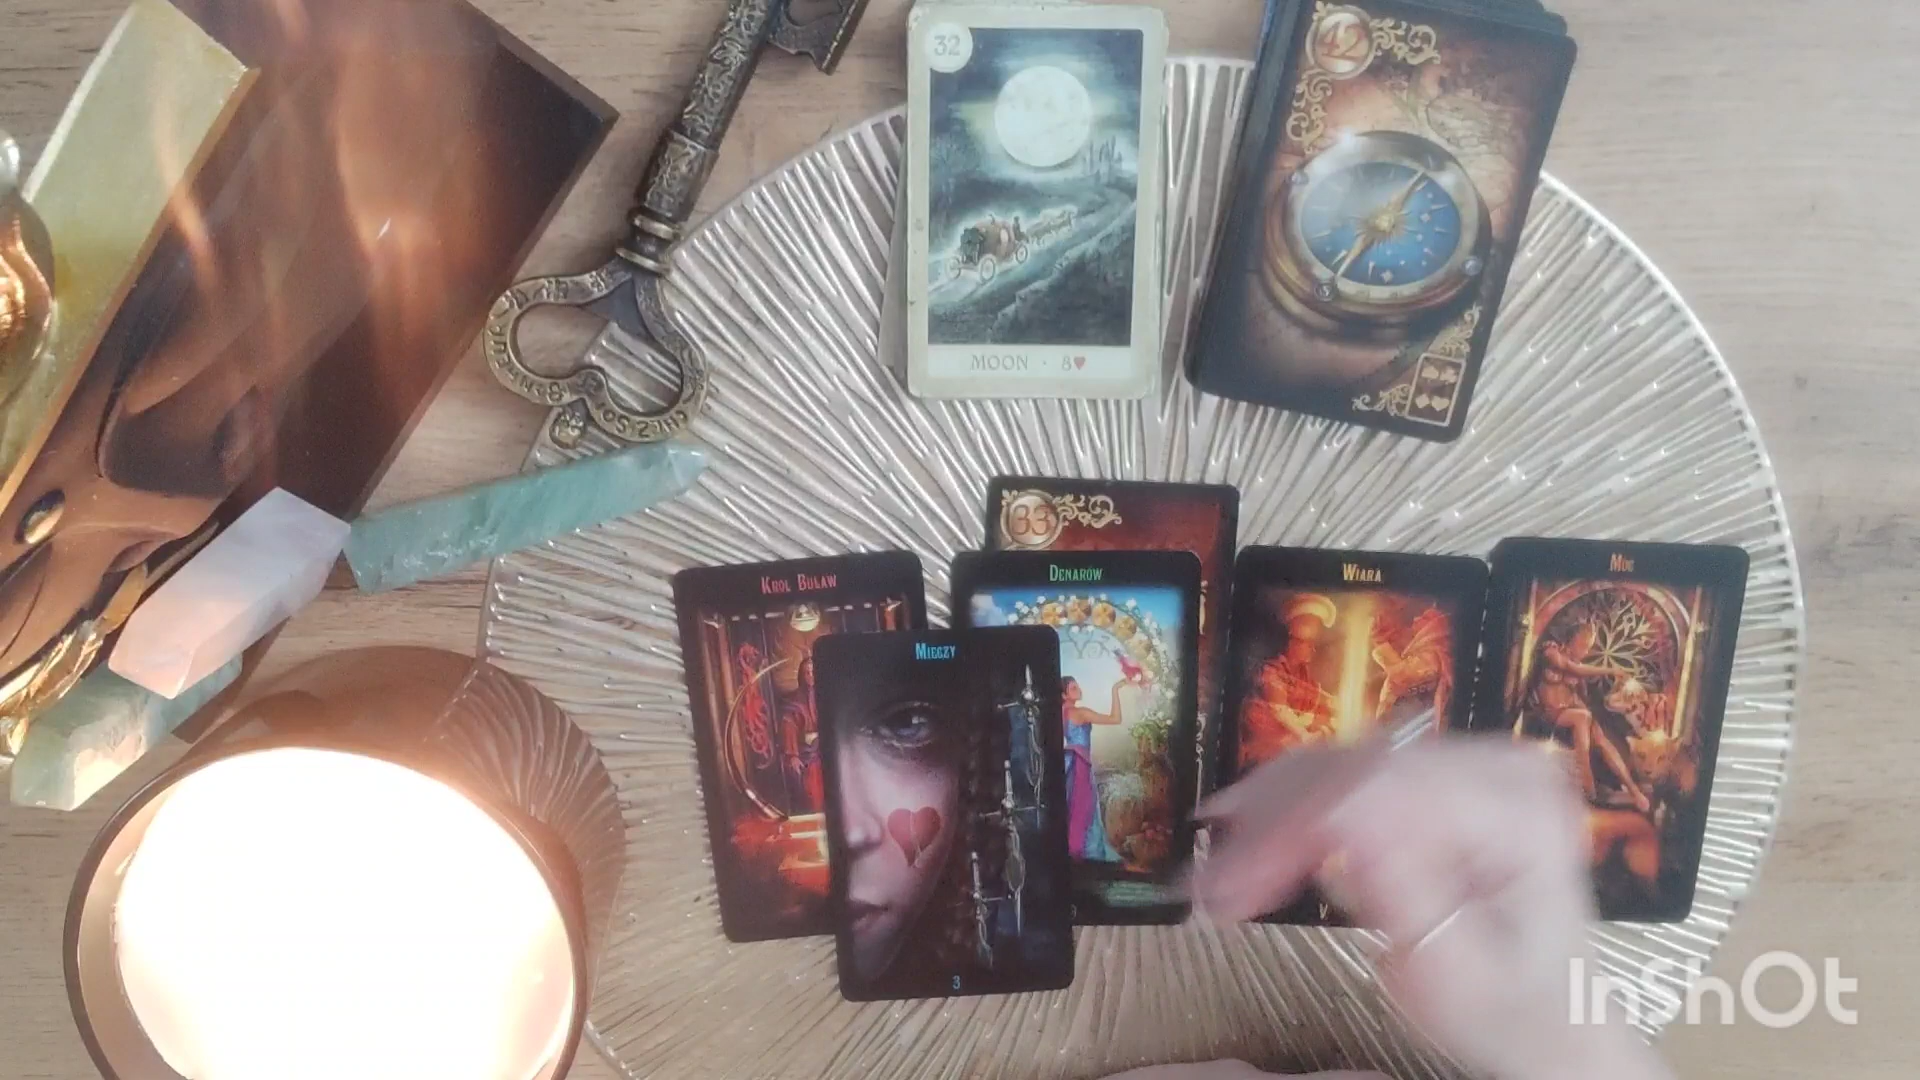 32
MOON · 8♥
42
33
KRÓL BUŁAW
DENARÓW
WIARA
MOC
MIECZY
V
3
InShOt